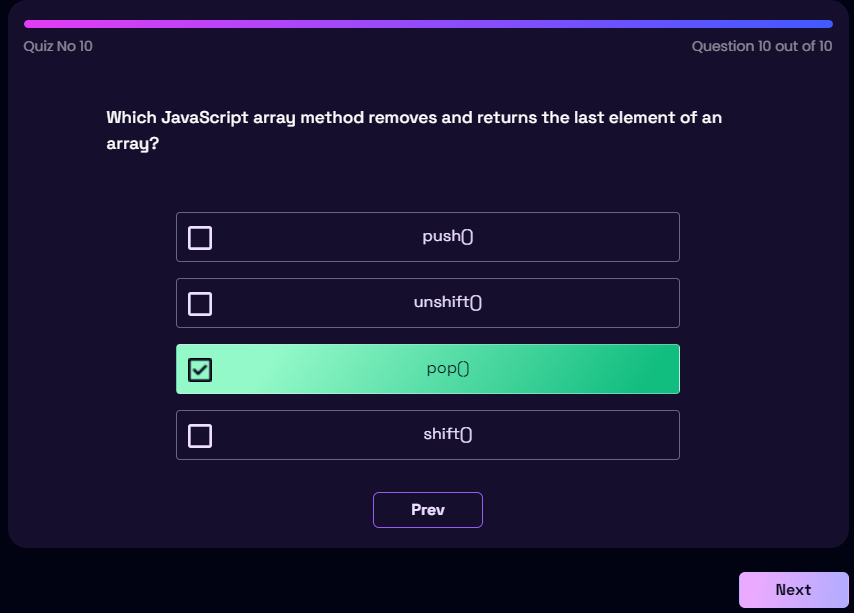 Quiz No 10
Question 10 out of 10
Which JavaScript array method removes and returns the last element of an
array?
push()
unshift()
pop()
shift()
Prev
Next